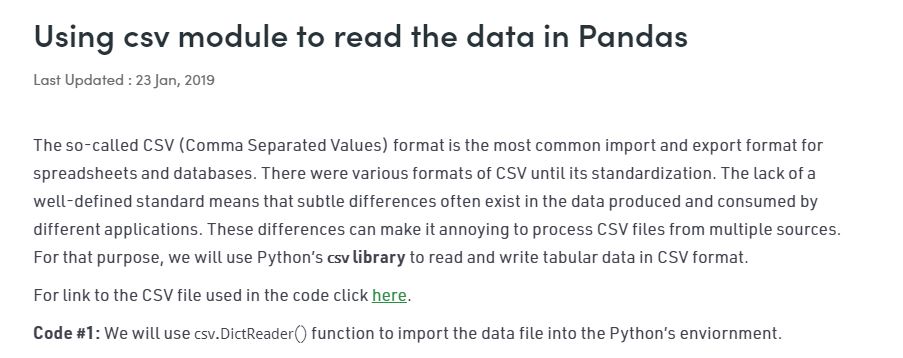 Using csv module to read the data in Pandas
Last Updated : 23 Jan, 2019
The so-called CSV (Comma Separated Values) format is the most common import and export format for
spreadsheets and databases. There were various formats of CSV until its standardization. The lack of a
well-defined standard means that subtle differences often exist in the data produced and consumed by
different applications. These differences can make it annoying to process CSV files from multiple sources.
For that purpose, we will use Python's csv library to read and write tabular data in CSV format.
For link to the CSV file used in the code click here.
Code #1: We will use csv.DictReader() function to import the data file into the Python's enviornment.